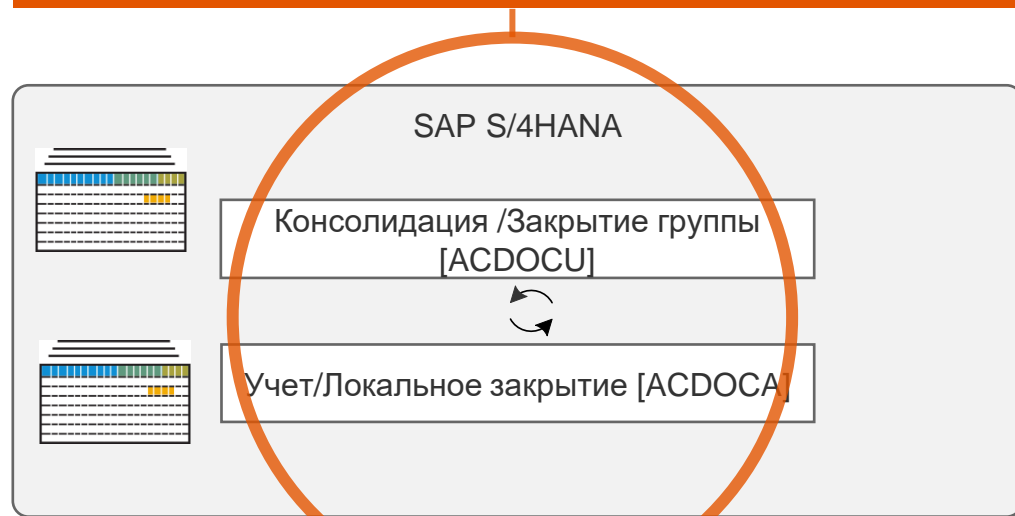 SAP S/4HANA
Консолидация /Закрытие группы
[ACDOCU]
Учет/Локальное закрытие [ACDOCA]